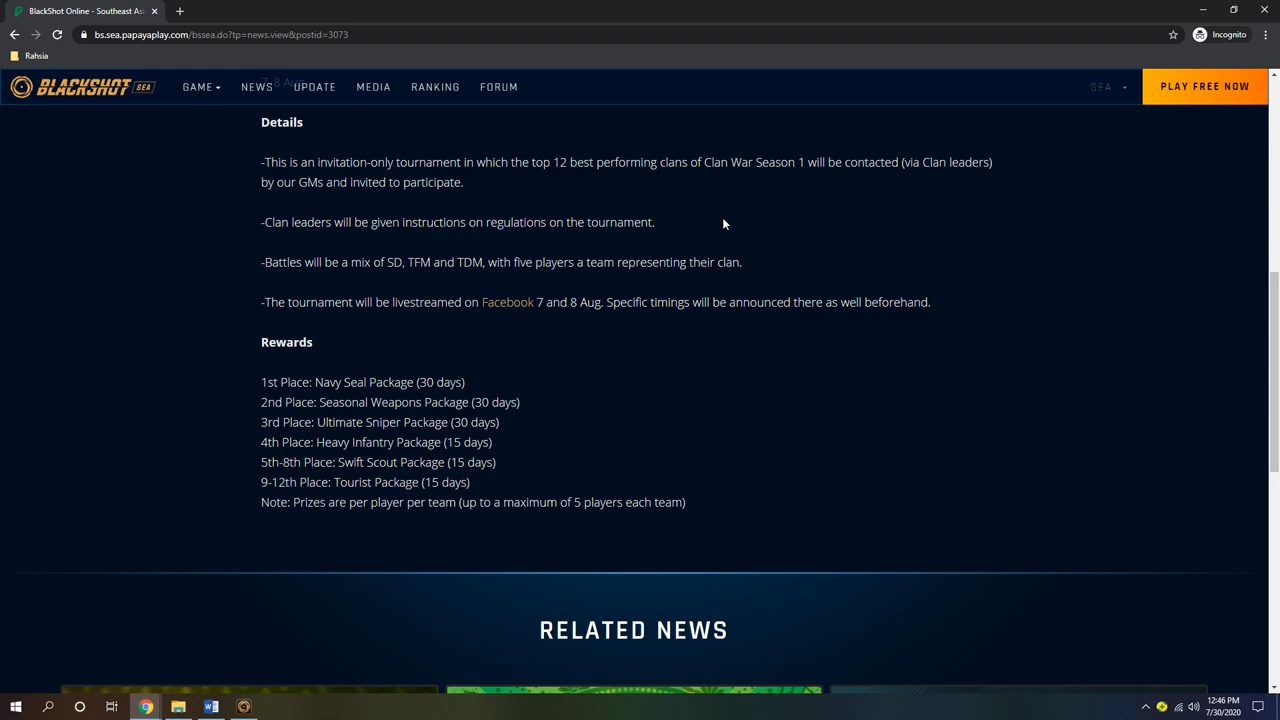 BlackShot Online - Southeast Asi
bs.sea.papayaplay.com/bssea.do?tp=news.view&postid=3073
Incognito
Rahsia
BLACKSHOT SEA
GAME
NEWS
UPDATE
MEDIA
RANKING
FORUM
SEA
PLAY FREE NOW
7, 8 Aug
Details
-This is an invitation-only tournament in which the top 12 best performing clans of Clan War Season 1 will be contacted (via Clan leaders)
by our GMs and invited to participate.
-Clan leaders will be given instructions on regulations on the tournament.
-Battles will be a mix of SD, TFM and TDM, with five players a team representing their clan.
-The tournament will be livestreamed on Facebook 7 and 8 Aug. Specific timings will be announced there as well beforehand.
Rewards
1st Place: Navy Seal Package (30 days)
2nd Place: Seasonal Weapons Package (30 days)
3rd Place: Ultimate Sniper Package (30 days)
4th Place: Heavy Infantry Package (15 days)
5th-8th Place: Swift Scout Package (15 days)
9-12th Place: Tourist Package (15 days)
Note: Prizes are per player per team (up to a maximum of 5 players each team)
RELATED NEWS
12:46 PM
7/30/2020